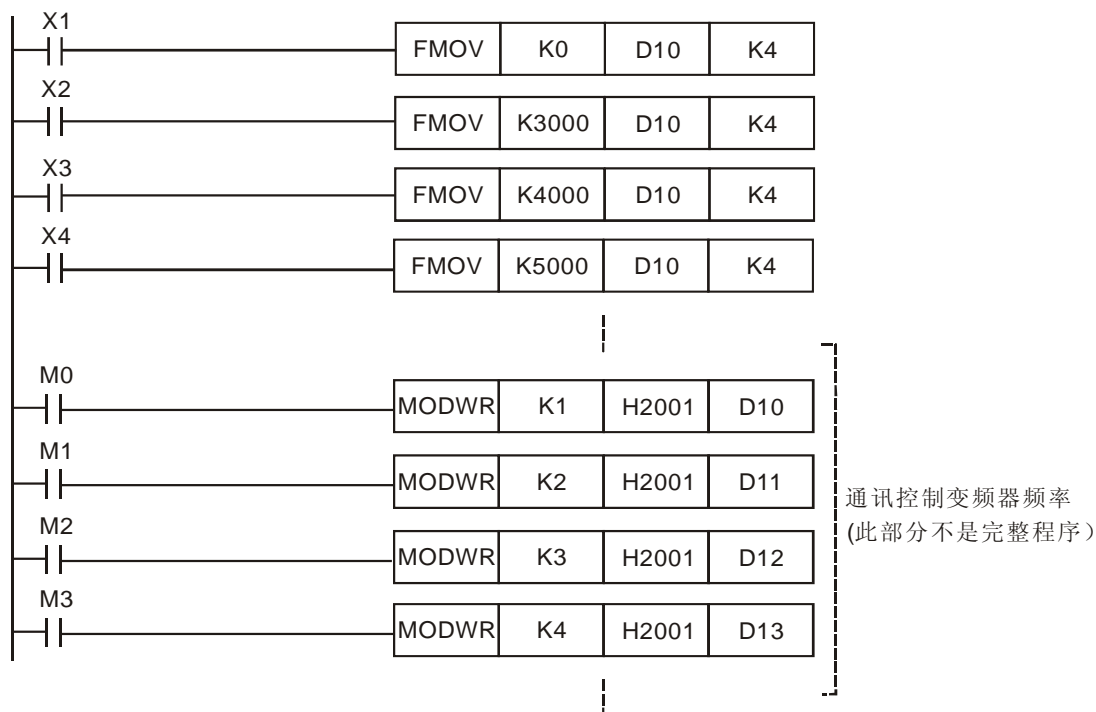 X1
FMOV K0 D10 K4
X2
FMOV K3000 D10 K4
X3
FMOV K4000 D10 K4
X4
FMOV K5000 D10 K4
M0
MODWR K1 H2001 D10
M1
MODWR K2 H2001 D11
通讯控制变频器频率
(此部分不是完整程序）
M2
MODWR K3 H2001 D12
M3
MODWR K4 H2001 D13